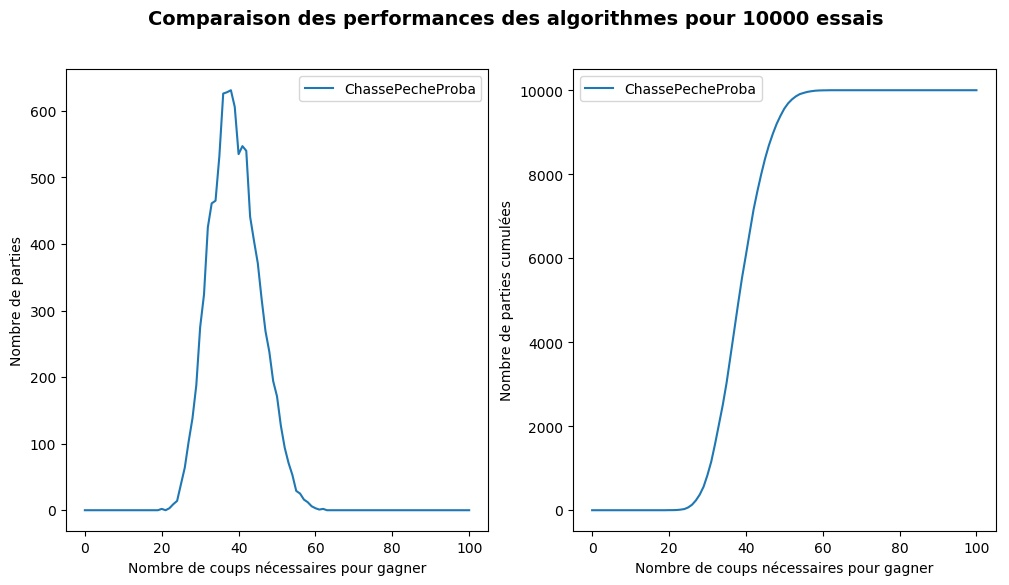 Comparaison des performances des algorithmes pour 10000 essais
ChassePecheProba
Nombre de parties
600
500
400
300
200
100
0
0 20 40 60 80 100
Nombre de coups nécessaires pour gagner
ChassePecheProba
Nombre de parties cumulées
10000
8000
6000
4000
2000
0
0 20 40 60 80 100
Nombre de coups nécessaires pour gagner